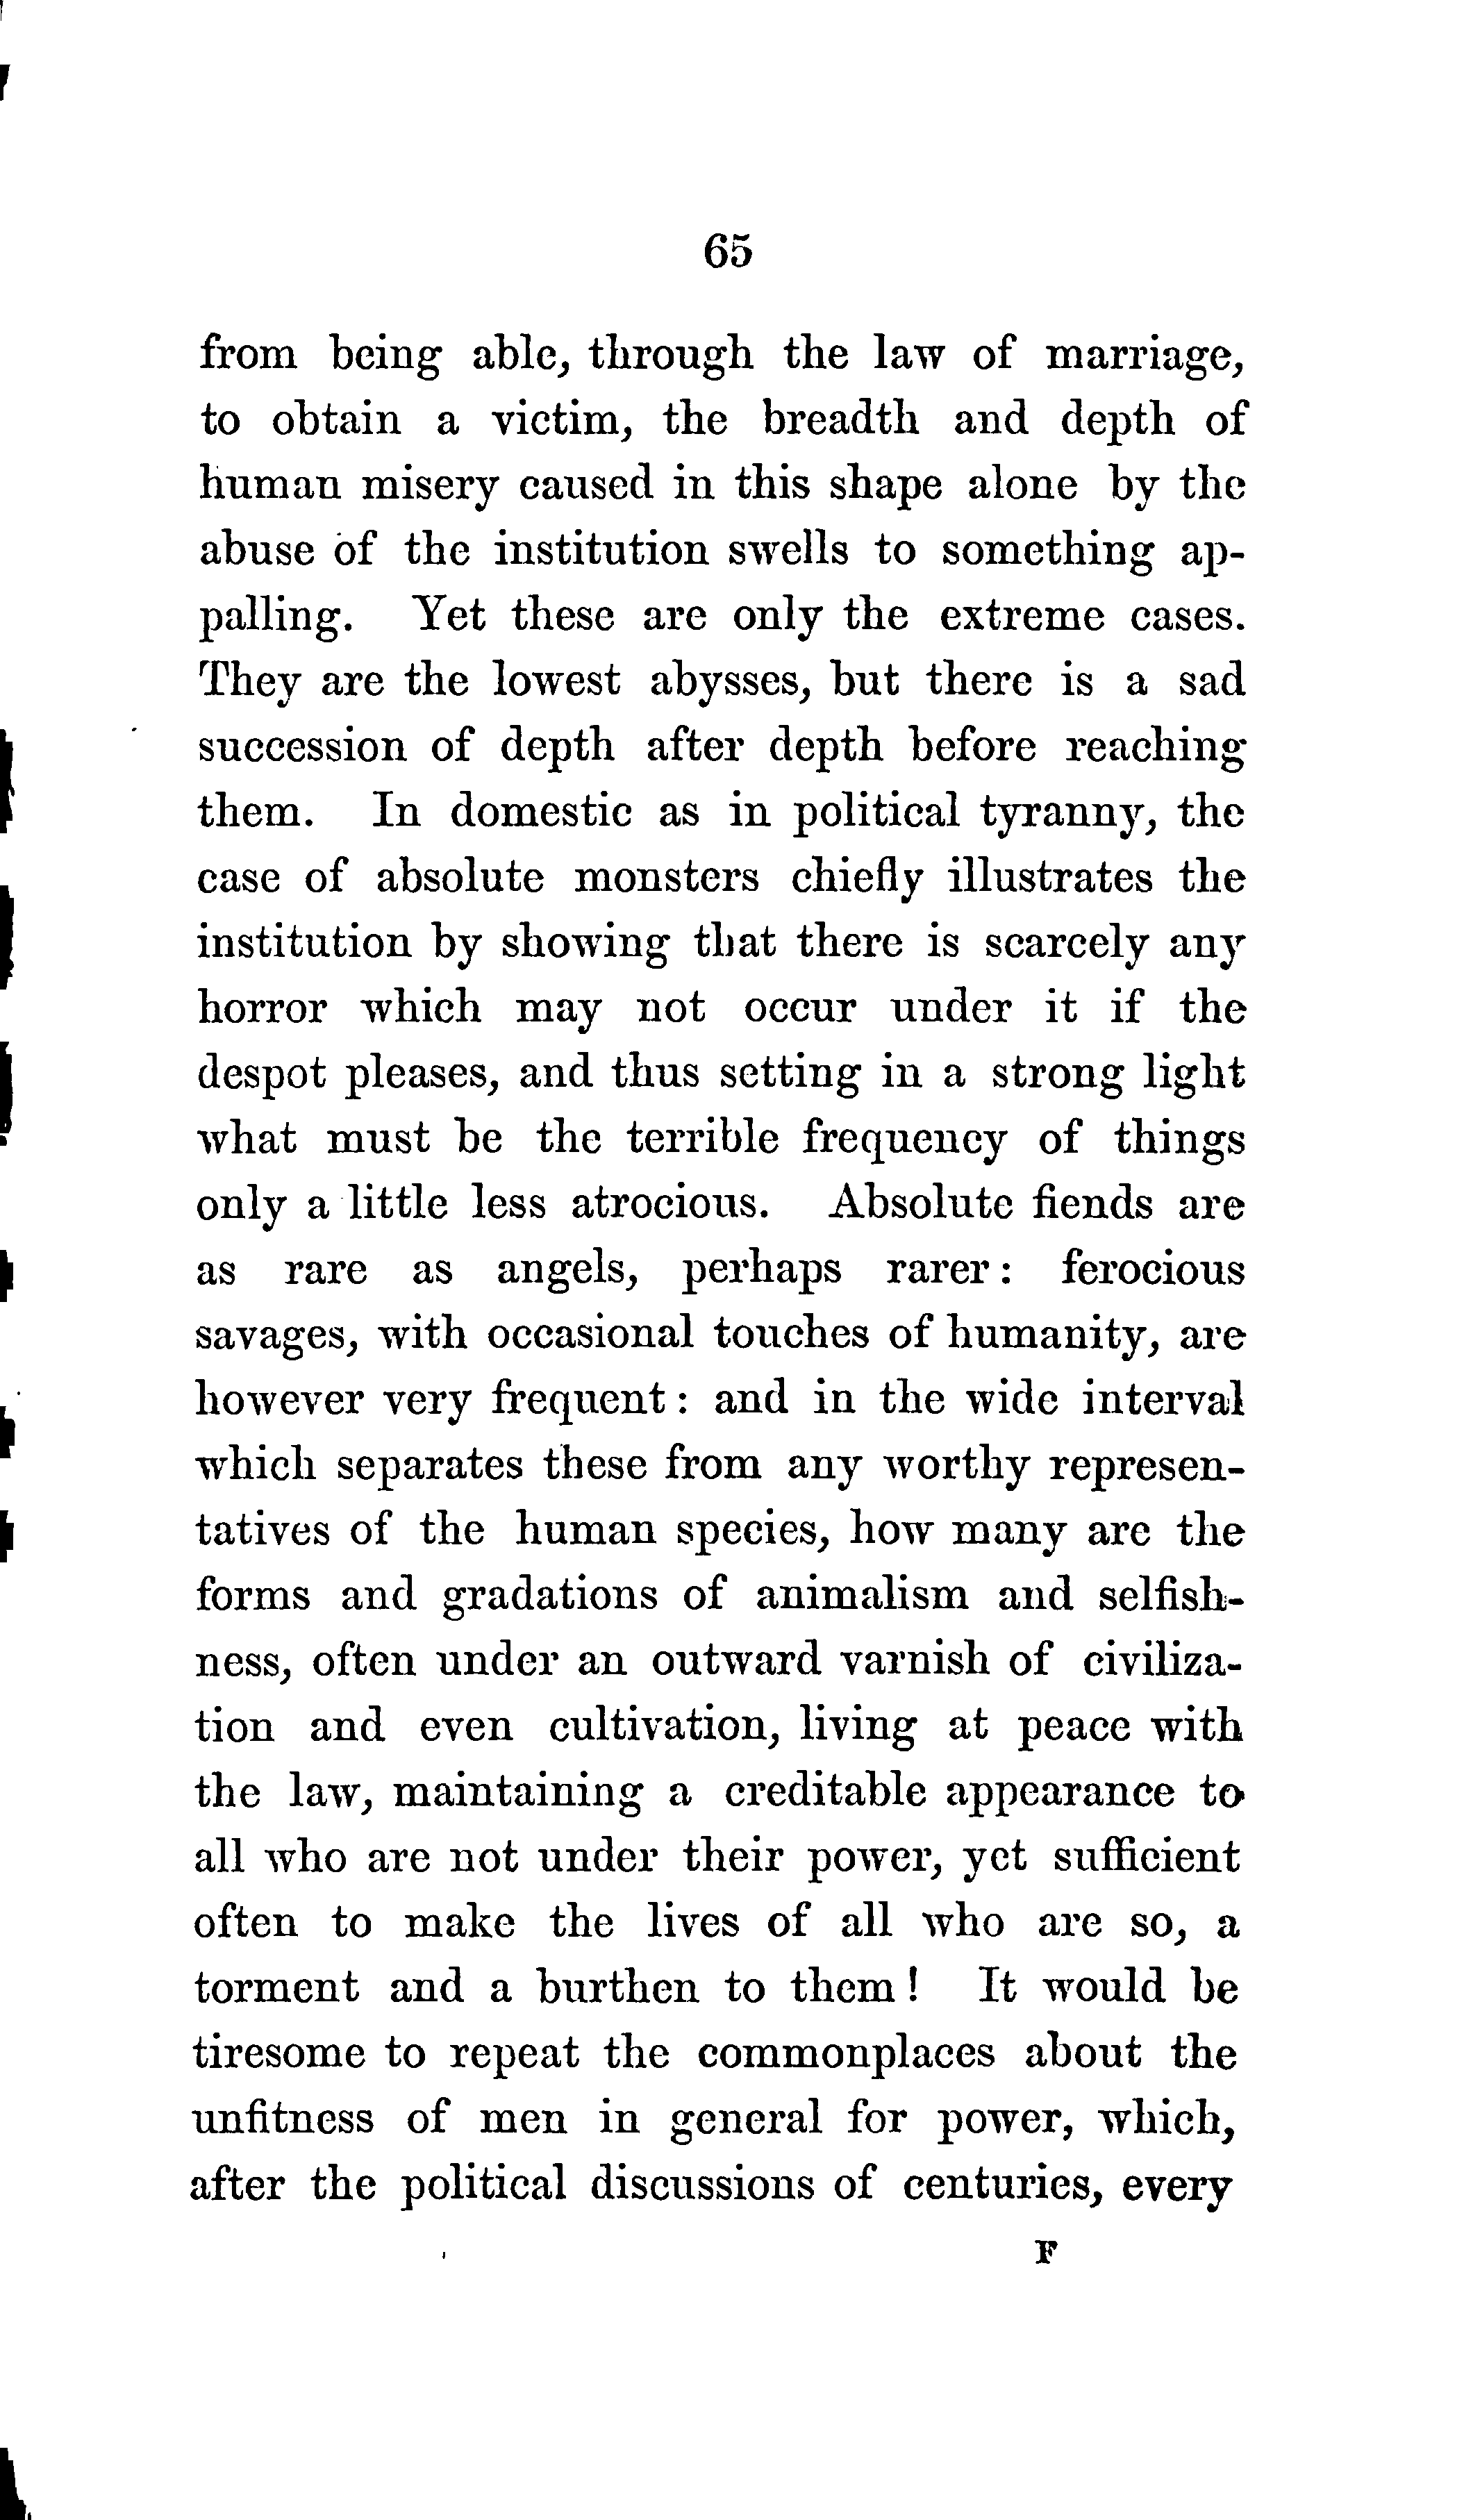 65
from being able, through the law of marriage,
to obtain a victim, the breadth and depth of
human misery caused in this shape alone by the
abuse of the institution swells to something ap-
palling. Yet these are only the extreme cases.
They are the lowest abysses, but there is a sad
succession of depth after depth before reaching
them. In domestic as in political tyranny, the
case of absolute monsters chiefly illustrates the
institution by showing that there is scarcely any
horror which may not occur under it if the
despot pleases, and thus setting in a strong light
what must be the terrible frequency of things
only a little less atrocious. Absolute fiends are
as rare as angels, perhaps rarer: ferocious
savages, with occasional touches of humanity, are
however very frequent: and in the wide interval
which separates these from any worthy represen-
tatives of the human species, how many are the
forms and gradations of animalism and selfish-
ness, often under an outward varnish of civiliza-
tion and even cultivation, living at peace with
the law, maintaining a creditable appearance to
all who are not under their power, yet sufficient
often to make the lives of all who are so, a
torment and a burthen to them! It would be
tiresome to repeat the commonplaces about the
unfitness of men in general for power, which,
after the political discussions of centuries, every
F